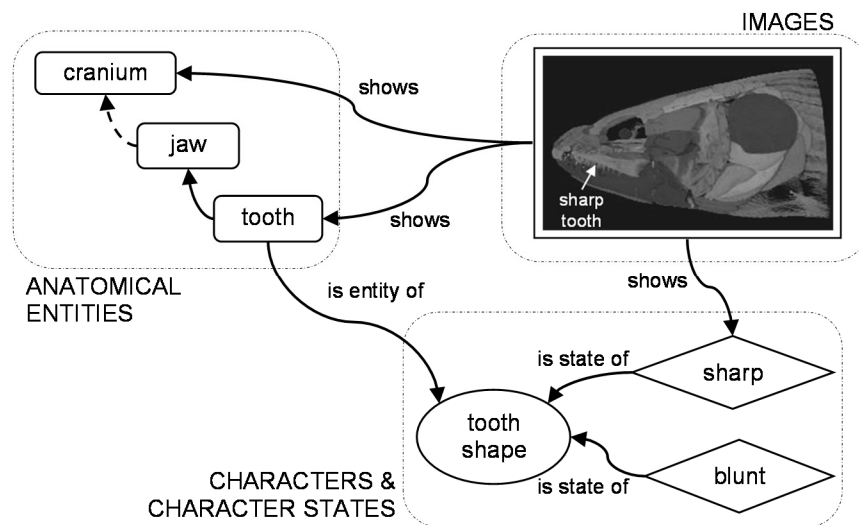 IMAGES
cranium
shows
jaw
sharp
tooth
tooth
shows
ANATOMICAL
ENTITIES
is entity of
shows
is state of
sharp
tooth
shape
CHARACTERS &
CHARACTER STATES
is state of
blunt